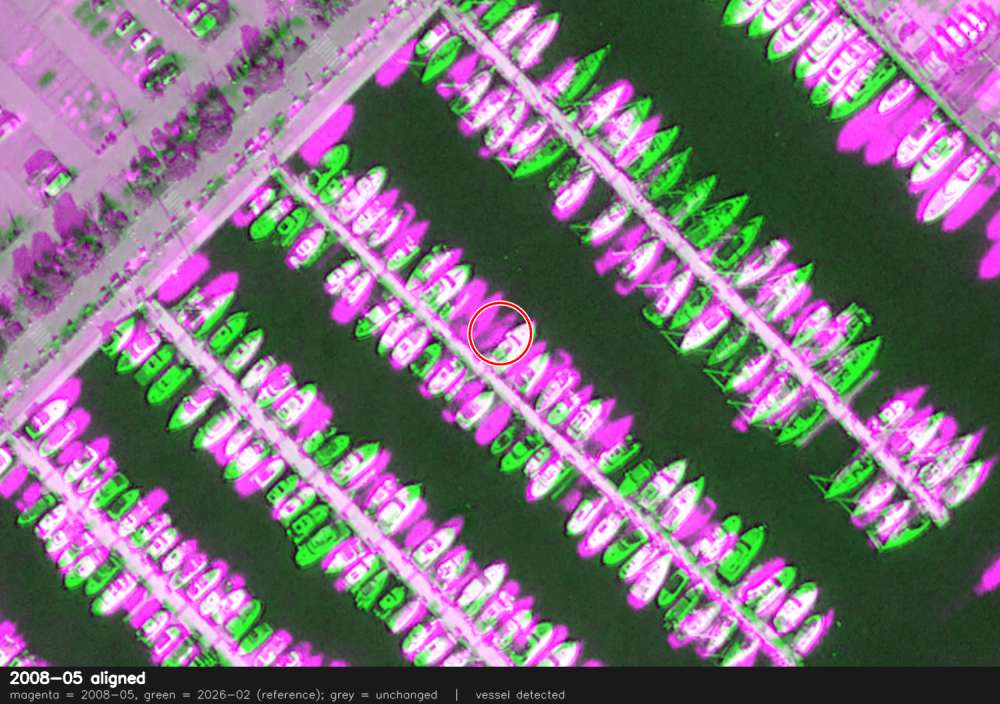 2008-05 aligned
magenta = 2008-05, green = 2026-02 (reference); grey = unchanged | vessel detected